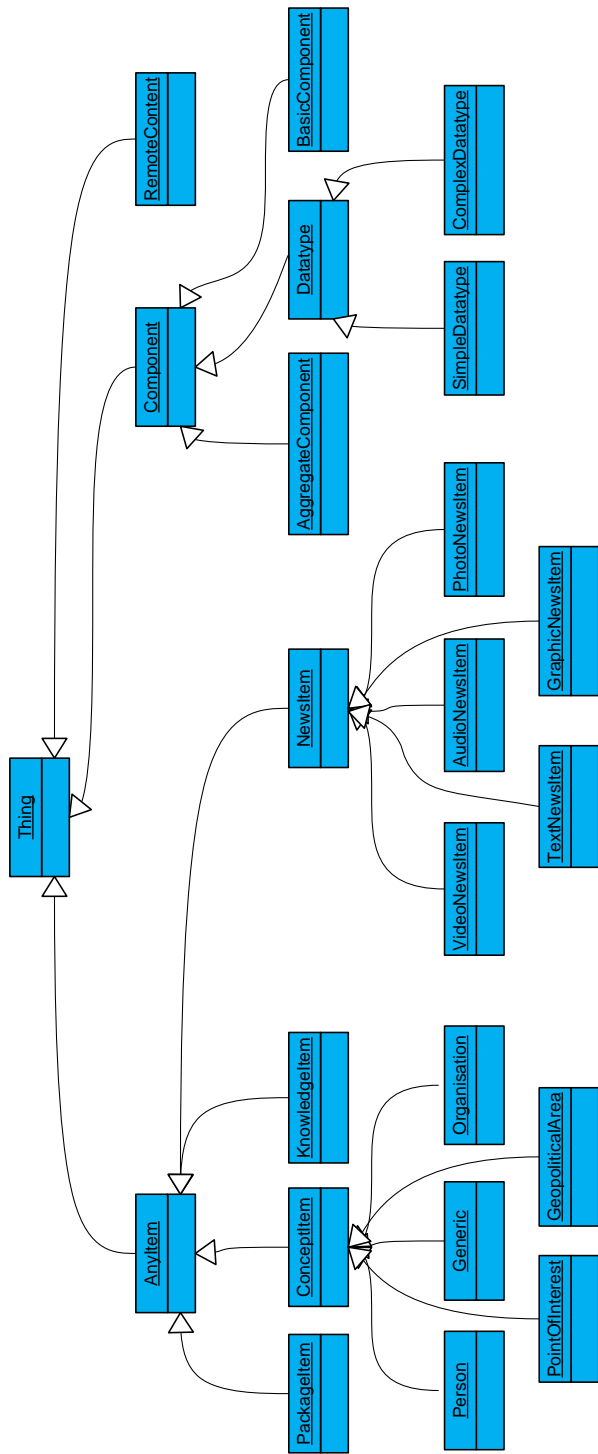 Thing
AnyItem
Component
RemoteContent
PackageItem
ConceptItem
KnowledgeItem
NewsItem
AggregateComponent
Datatype
BasicComponent
Person
Generic
Organisation
VideoNewsItem
AudioNewsItem
PhotoNewsItem
SimpleDatatype
ComplexDatatype
PointOfInterest
GeopoliticalArea
TextNewsItem
GraphicNewsItem